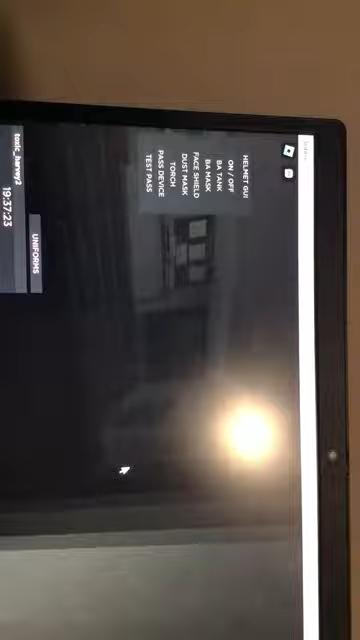 Roblox
HELMET GUI
ON / OFF
BA TANK
BA MASK
FACE SHIELD
DUST MASK
TORCH
PASS DEVICE
TEST PASS
UNIFORMS
toxic_harvey2
19:37:23